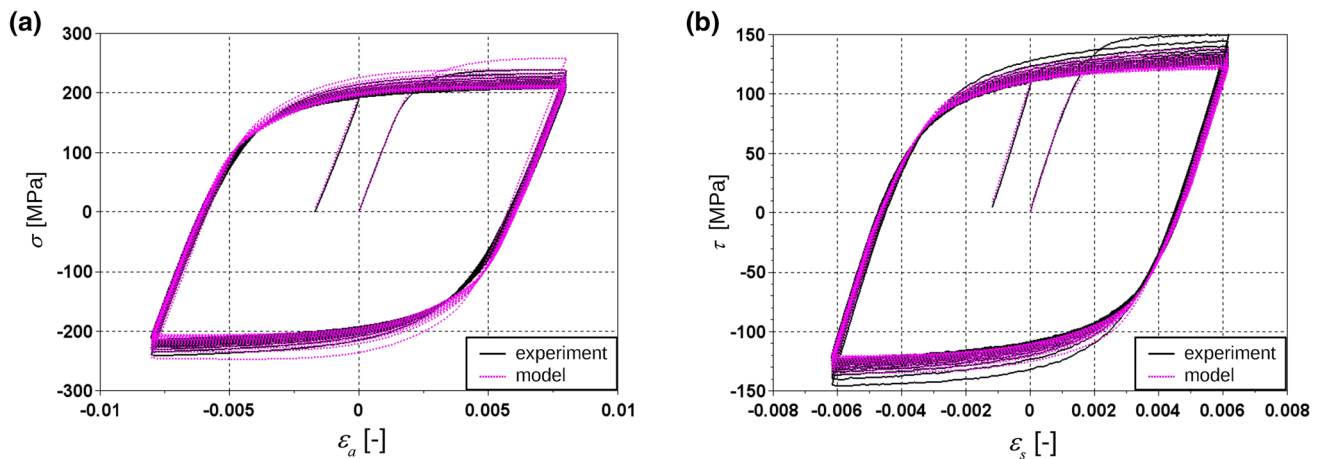 (a)
300
200
100
0
-100
-200
-300
σ [MPa]
-0.01 -0.005 0 0.005 0.01
εa [-]
experiment
model
(b)
150
100
50
0
-50
-100
-150
τ [MPa]
-0.008 -0.006 -0.004 -0.002 0 0.002 0.004 0.006 0.008
εs [-]
experiment
model